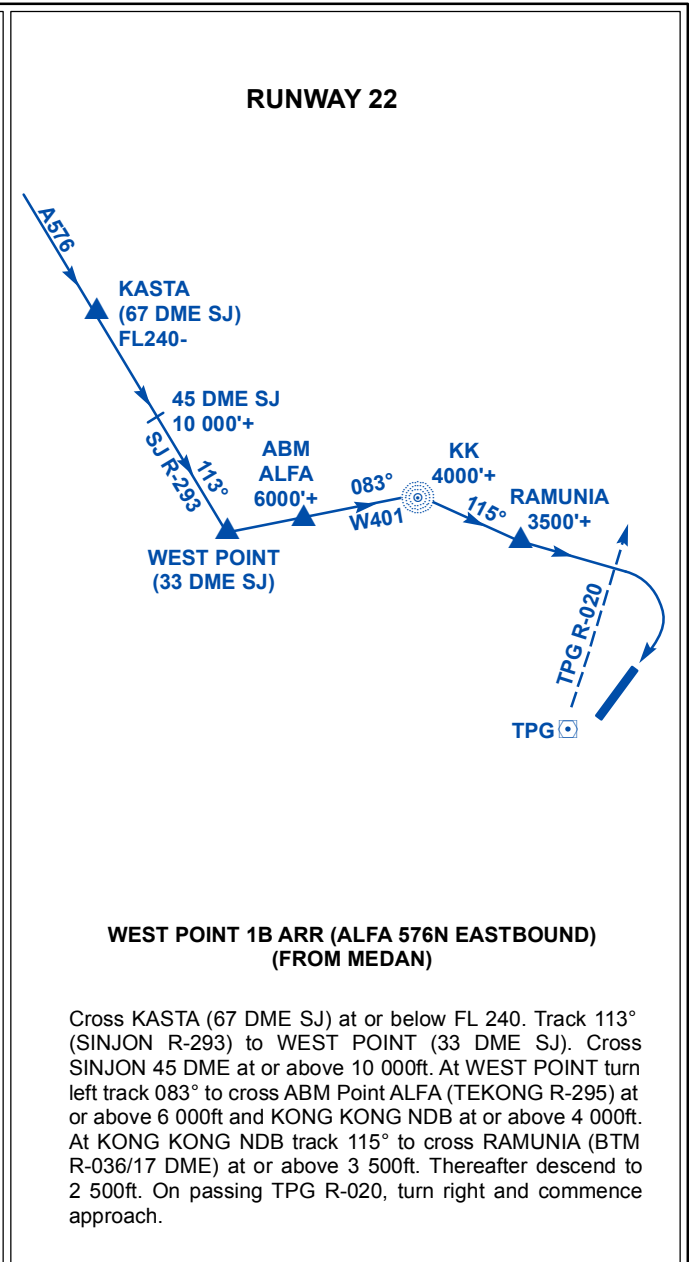 RUNWAY 22
A576
KASTA
(67 DME SJ)
FL240-
45 DME SJ
10 000'+
SJ R-293
113°
WEST POINT
(33 DME SJ)
ABM
ALFA
6000'+
083°
W401
KK
4000'+
115°
RAMUNIA
3500'+
TPG R-020
TPG
WEST POINT 1B ARR (ALFA 576N EASTBOUND)
(FROM MEDAN)
Cross KASTA (67 DME SJ) at or below FL 240. Track 113°
(SINJON R-293) to WEST POINT (33 DME SJ). Cross
SINJON 45 DME at or above 10 000ft. At WEST POINT turn
left track 083° to cross ABM Point ALFA (TEKONG R-295) at
or above 6 000ft and KONG KONG NDB at or above 4 000ft.
At KONG KONG NDB track 115° to cross RAMUNIA (BTM
R-036/17 DME) at or above 3 500ft. Thereafter descend to
2 500ft. On passing TPG R-020, turn right and commence
approach.